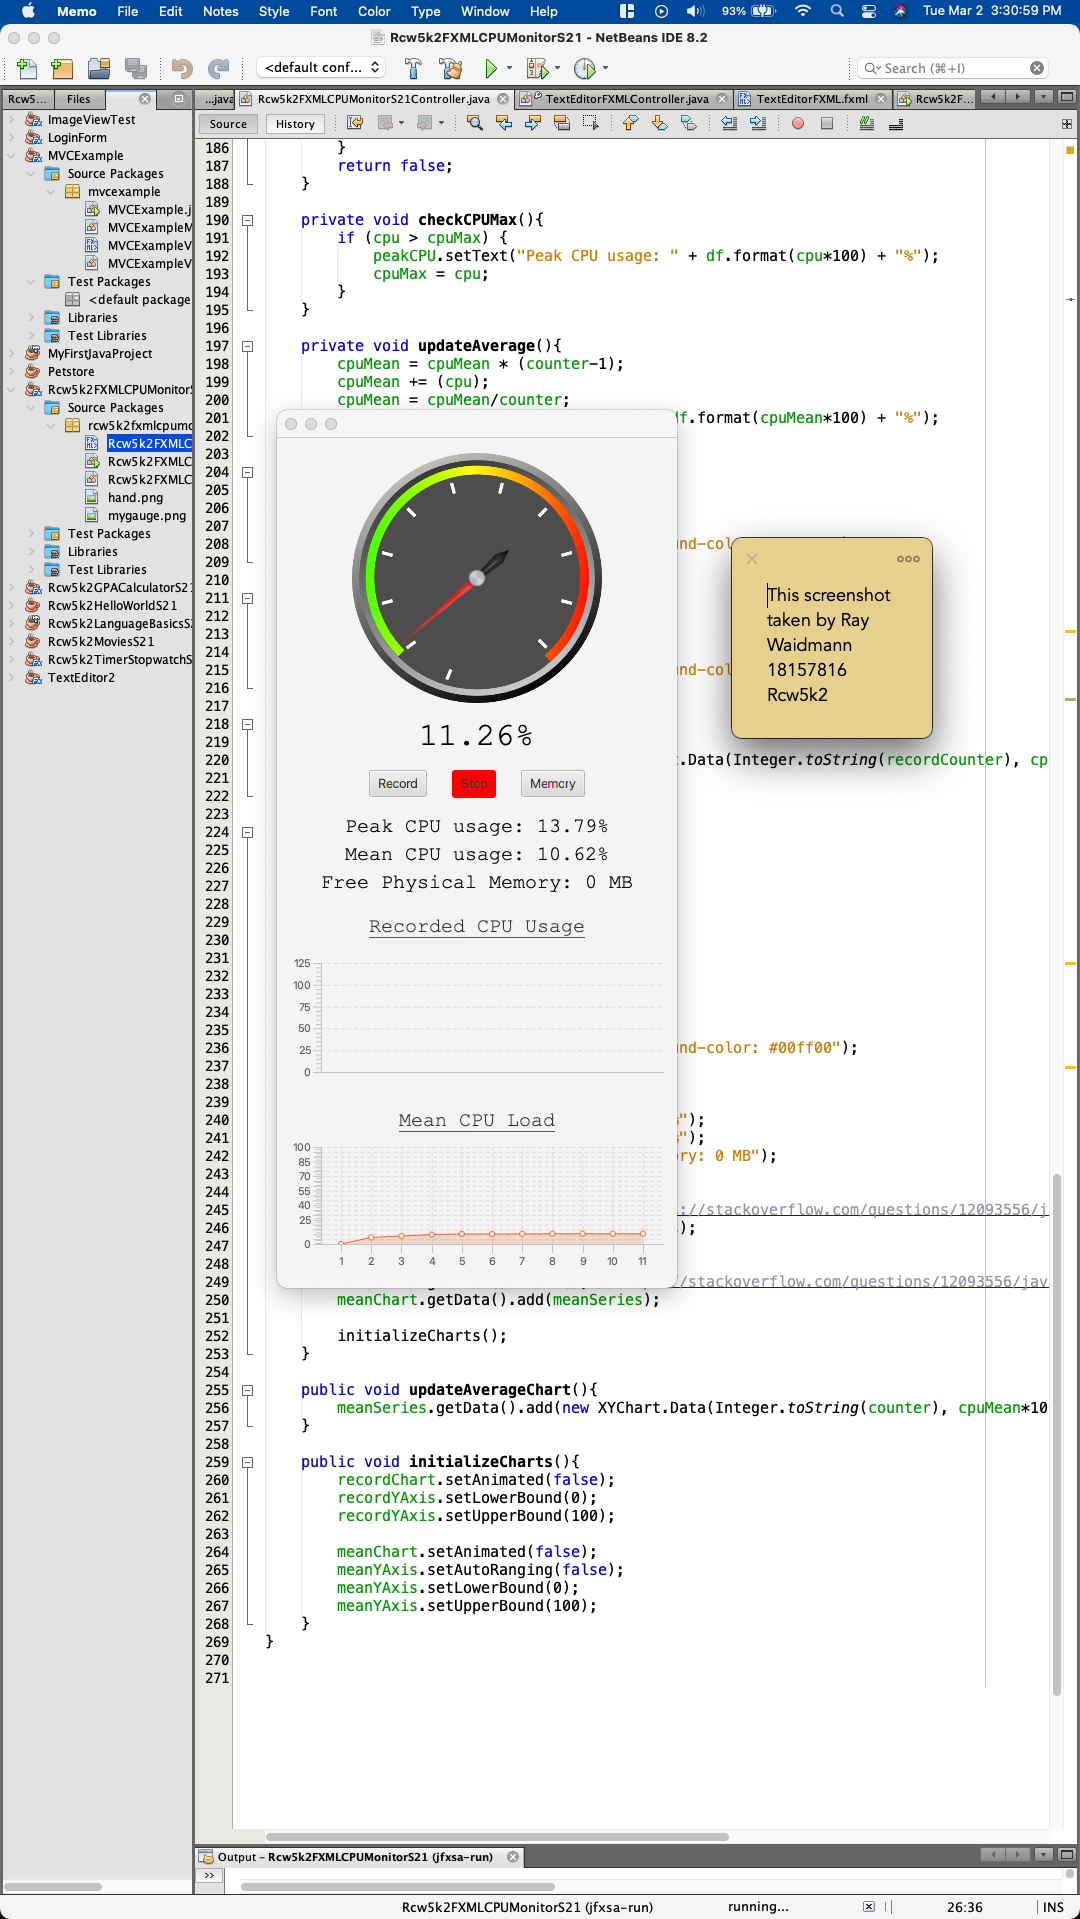 Memo File Edit Notes Style Font Color Type Window Help 93% Tue Mar 2 3:30:59 PM
Rcw5k2FXMLCPUMonitorS21 - NetBeans IDE 8.2
<default conf... Search (⌘+I)
Rcw5... Files ...java Rcw5k2FXMLCPUMonitorS21Controller.java TextEditorFXMLController.java TextEditorFXML.fxml Rcw5k2F...
Source History
ImageViewTest
LoginForm
MVCExample
Source Packages
mvcexample
MVCExample.j
MVCExampleM
MVCExampleV
MVCExampleV
Test Packages
<default package
Libraries
Test Libraries
MyFirstJavaProject
Petstore
Rcw5k2FXMLCPUMonitorS
Source Packages
rcw5k2fxmlcpumo
Rcw5k2FXMLC
Rcw5k2FXMLC
Rcw5k2FXMLC
hand.png
mygauge.png
Test Packages
Libraries
Test Libraries
Rcw5k2GPACalculatorS21
Rcw5k2HelloWorldS21
Rcw5k2LanguageBasicsS2
Rcw5k2MoviesS21
Rcw5k2TimerStopwatchS
TextEditor2
186 }
187 return false;
188 }
189
190 private void checkCPUMax(){
191 if (cpu > cpuMax) {
192 peakCPU.setText("Peak CPU usage: " + df.format(cpu*100) + "%");
193 cpuMax = cpu;
194 }
195 }
196
197 private void updateAverage(){
198 cpuMean = cpuMean * (counter-1);
199 cpuMean += (cpu);
200 cpuMean = cpuMean/counter;
201 f.format(cpuMean*100) + "%");
202
203
204
205
206
207
208 nd-col
209
210
211
212
213
214
215 nd-col
216
217
218
219
220 .Data(Integer.toString(recordCounter), cp
221
222
223
224
225
226
227
228
229
230
231
232
233
234
235
236 nd-color: #00ff00");
237
238
239
240 ");
241 ");
242 ry: 0 MB");
243
244
245 ://stackoverflow.com/questions/12093556/j
246 );
247
248
249 /stackoverflow.com/questions/12093556/jav
250 meanChart.getData().add(meanSeries);
251
252 initializeCharts();
253 }
254
255 public void updateAverageChart(){
256 meanSeries.getData().add(new XYChart.Data(Integer.toString(counter), cpuMean*10
257 }
258
259 public void initializeCharts(){
260 recordChart.setAnimated(false);
261 recordYAxis.setLowerBound(0);
262 recordYAxis.setUpperBound(100);
263
264 meanChart.setAnimated(false);
265 meanYAxis.setAutoRanging(false);
266 meanYAxis.setLowerBound(0);
267 meanYAxis.setUpperBound(100);
268 }
269 }
270
271
11.26%
Record Stop Memory
Peak CPU usage: 13.79%
Mean CPU usage: 10.62%
Free Physical Memory: 0 MB
Recorded CPU Usage
125
100
75
50
25
0
Mean CPU Load
100
85
70
55
40
25
0
1 2 3 4 5 6 7 8 9 10 11
This screenshot
taken by Ray
Waidmann
18157816
Rcw5k2
Output - Rcw5k2FXMLCPUMonitorS21 (jfxsa-run)
Rcw5k2FXMLCPUMonitorS21 (jfxsa-run) running... 26:36 INS